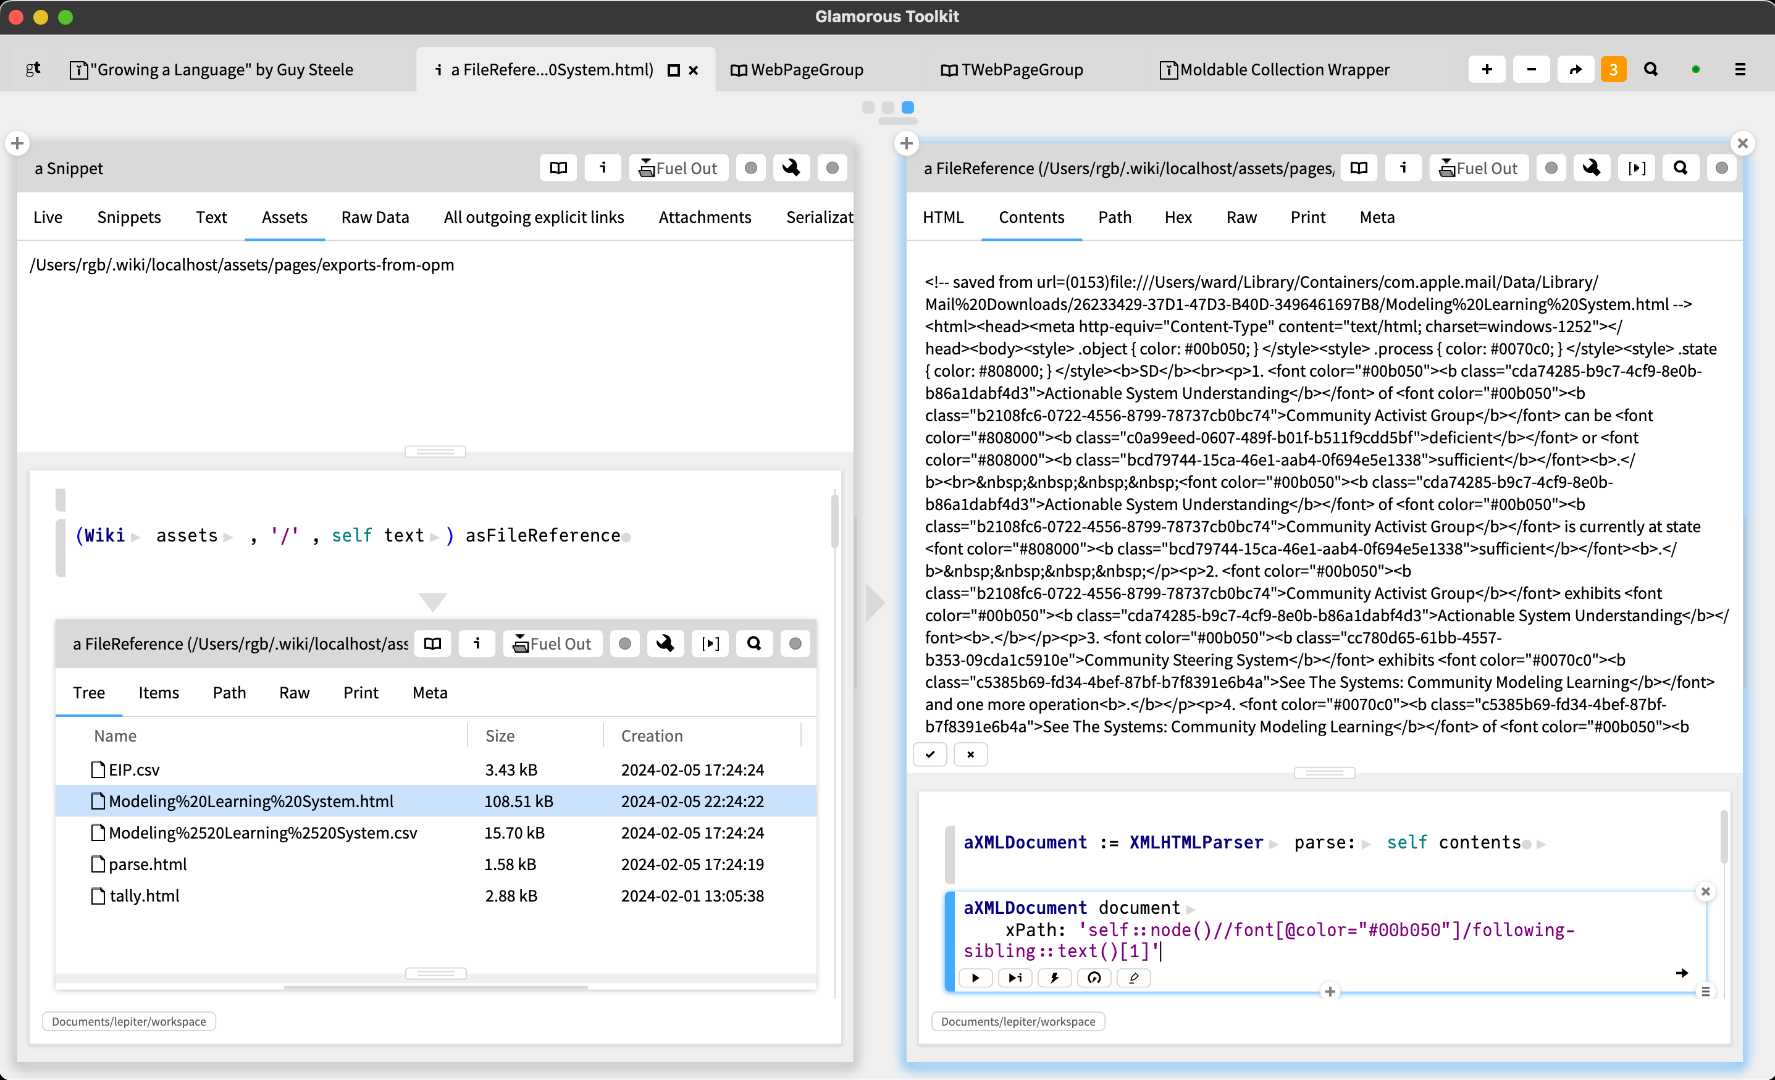 Glamorous Toolkit
gt
"Growing a Language" by Guy Steele
a FileRefere...0System.html)
WebPageGroup
TWebPageGroup
Moldable Collection Wrapper
3
a Snippet
Fuel Out
Live Snippets Text Assets Raw Data All outgoing explicit links Attachments Serializat
/Users/rgb/.wiki/localhost/assets/pages/exports-from-opm
(Wiki assets , '/' , self text ) asFileReference
a FileReference (/Users/rgb/.wiki/localhost/ass
Fuel Out
Tree Items Path Raw Print Meta
Name Size Creation
EIP.csv 3.43 kB 2024-02-05 17:24:24
Modeling%20Learning%20System.html 108.51 kB 2024-02-05 22:24:22
Modeling%2520Learning%2520System.csv 15.70 kB 2024-02-05 17:24:24
parse.html 1.58 kB 2024-02-05 17:24:19
tally.html 2.88 kB 2024-02-01 13:05:38
Documents/lepiter/workspace
a FileReference (/Users/rgb/.wiki/localhost/assets/pages/
Fuel Out
HTML Contents Path Hex Raw Print Meta
<!-- saved from url=(0153)file:///Users/ward/Library/Containers/com.apple.mail/Data/Library/
Mail%20Downloads/26233429-37D1-47D3-B40D-3496461697B8/Modeling%20Learning%20System.html -->
<html><head><meta http-equiv="Content-Type" content="text/html; charset=windows-1252"></
head><body><style> .object { color: #00b050; } </style><style> .process { color: #0070c0; } </style><style> .state
{ color: #808000; } </style><b>SD</b><br><p>1. <font color="#00b050"><b class="cda74285-b9c7-4cf9-8e0b-
b86a1dabf4d3">Actionable System Understanding</b></font> of <font color="#00b050"><b
class="b2108fc6-0722-4556-8799-78737cb0bc74">Community Activist Group</b></font> can be <font
color="#808000"><b class="c0a99eed-0607-489f-b01f-b511f9cdd5bf">deficient</b></font> or <font
color="#808000"><b class="bcd79744-15ca-46e1-aab4-0f694e5e1338">sufficient</b></font><b>.</
b><br>&nbsp;&nbsp;&nbsp;&nbsp;<font color="#00b050"><b class="cda74285-b9c7-4cf9-8e0b-
b86a1dabf4d3">Actionable System Understanding</b></font> of <font color="#00b050"><b
class="b2108fc6-0722-4556-8799-78737cb0bc74">Community Activist Group</b></font> is currently at state
<font color="#808000"><b class="bcd79744-15ca-46e1-aab4-0f694e5e1338">sufficient</b></font><b>.</
b>&nbsp;&nbsp;&nbsp;&nbsp;</p><p>2. <font color="#00b050"><b
class="b2108fc6-0722-4556-8799-78737cb0bc74">Community Activist Group</b></font> exhibits <font
color="#00b050"><b class="cda74285-b9c7-4cf9-8e0b-b86a1dabf4d3">Actionable System Understanding</b></
font><b>.</b></p><p>3. <font color="#00b050"><b class="cc780d65-61bb-4557-
b353-09cda1c5910e">Community Steering System</b></font> exhibits <font color="#0070c0"><b
class="c5385b69-fd34-4bef-87bf-b7f8391e6b4a">See The Systems: Community Modeling Learning</b></font>
and one more operation<b>.</b></p><p>4. <font color="#0070c0"><b class="c5385b69-fd34-4bef-87bf-
b7f8391e6b4a">See The Systems: Community Modeling Learning</b></font> of <font color="#00b050"><b
aXMLDocument := XMLHTMLParser parse: self contents
aXMLDocument document
xPath: 'self::node()//font[@color="#00b050"]/following-
sibling::text()[1]'
Documents/lepiter/workspace